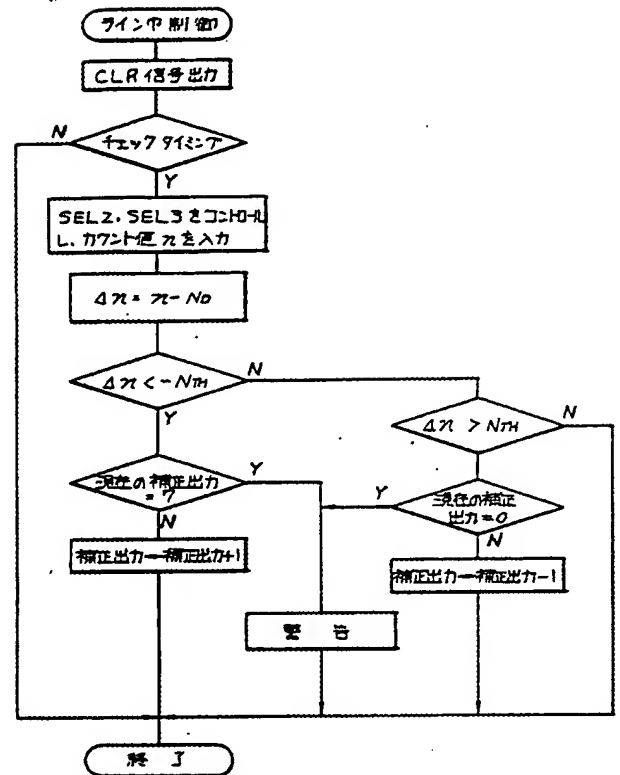 ライン中制御
CLR信号出力
N
チェックタイミング
Y
SEL2、SEL3をコントロール
し、カウント値nを入力
Δn=n-N0
N
Δn<-NTH
Y
N
Δn >NTH
現在の補正出力
=7
Y
N
Y
現在の補正
出力=0
N
補正出力←補正出力+1
補正出力←補正出力-1
警告
終了